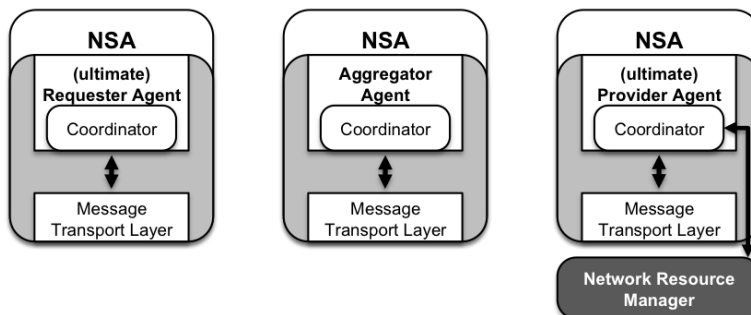 NSA
(ultimate)
Requester Agent
Coordinator
Message
Transport Layer
NSA
Aggregator
Agent
Coordinator
Message
Transport Layer
NSA
(ultimate)
Provider Agent
Coordinator
Message
Transport Layer
Network Resource
Manager